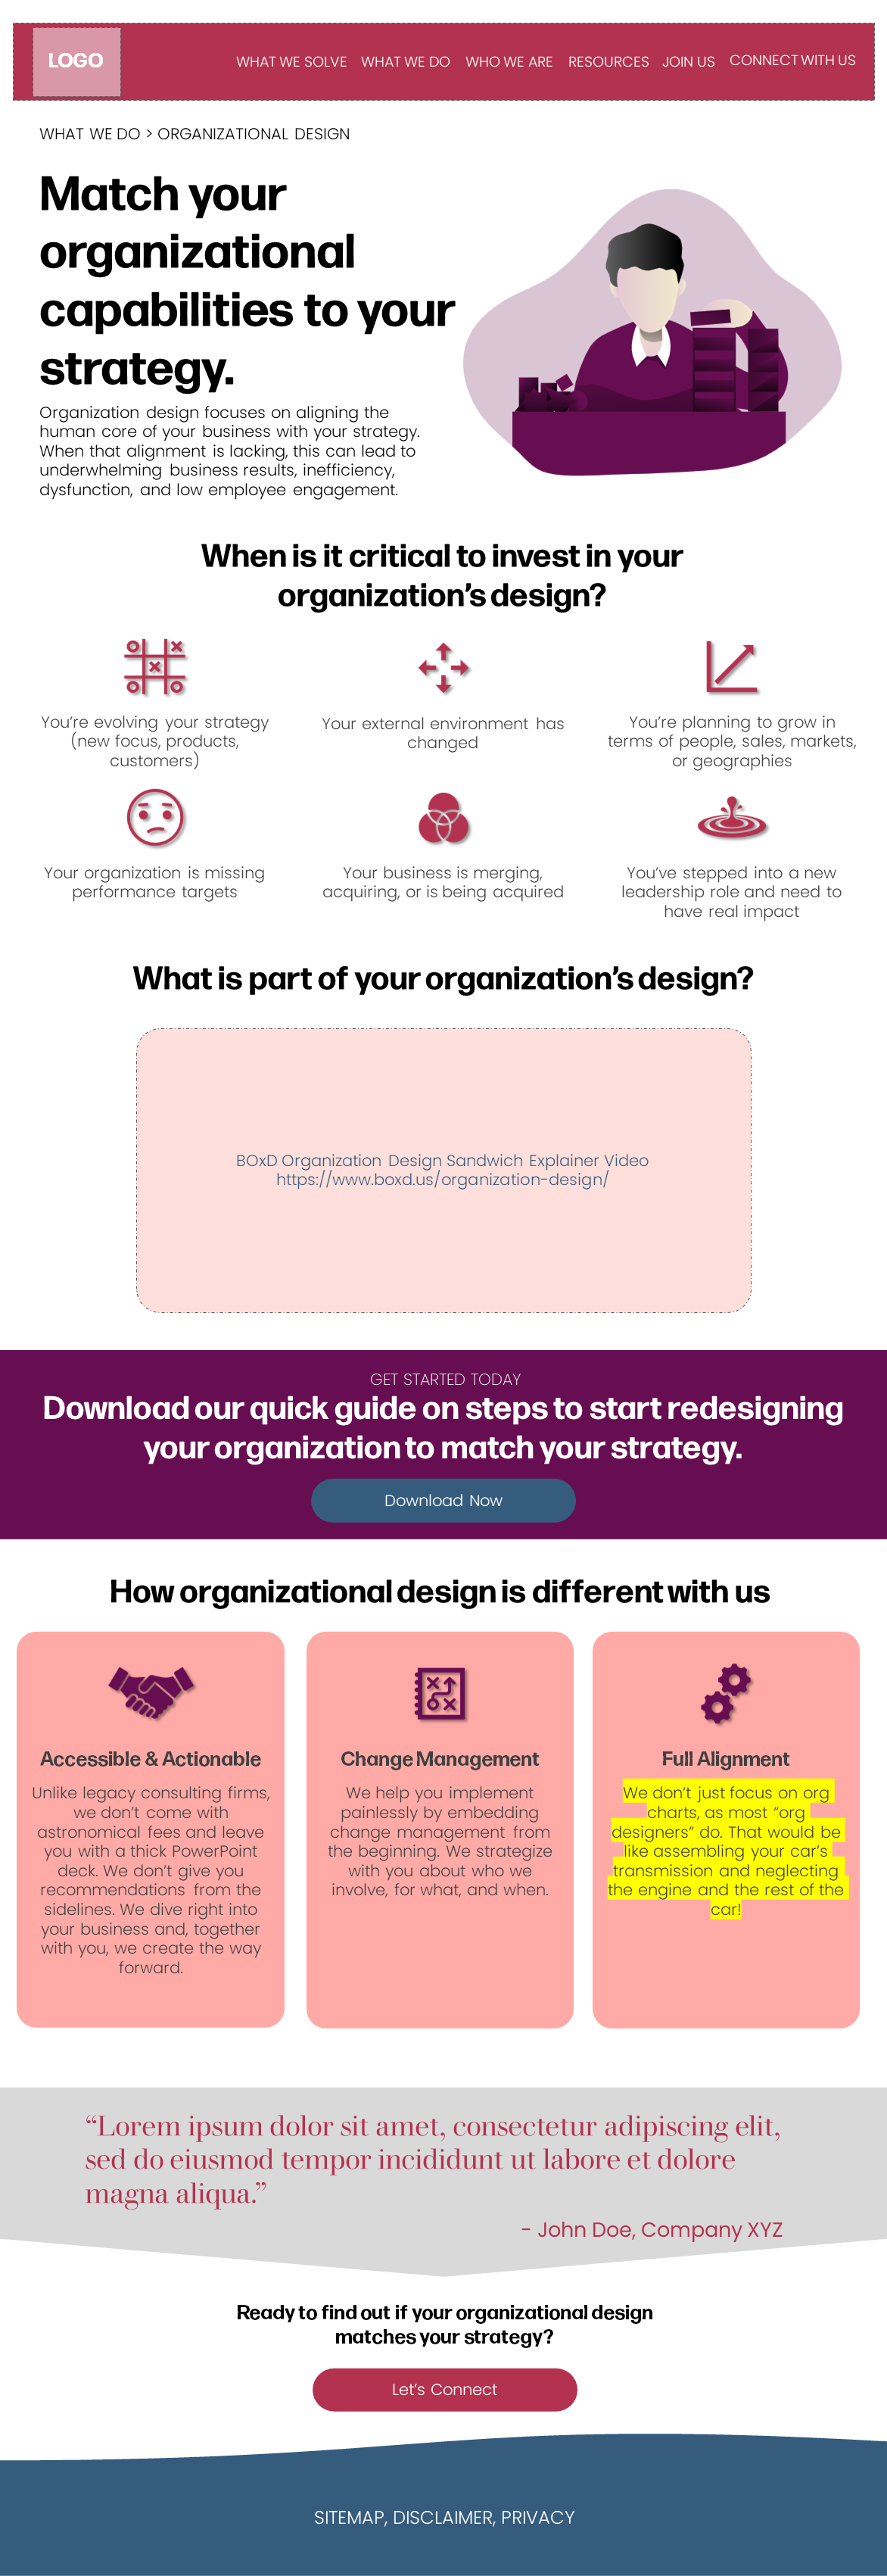 LOGO
WHAT WE SOLVE WHAT WE DO WHO WE ARE RESOURCES JOIN US CONNECT WITH US
WHAT WE DO > ORGANIZATIONAL DESIGN
Match your
organizational
capabilities to your
strategy.
Organization design focuses on aligning the
human core of your business with your strategy.
When that alignment is lacking, this can lead to
underwhelming business results, inefficiency,
dysfunction, and low employee engagement.
When is it critical to invest in your
organization’s design?
You’re evolving your strategy
(new focus, products,
customers)
Your external environment has
changed
You’re planning to grow in
terms of people, sales, markets,
or geographies
Your organization is missing
performance targets
Your business is merging,
acquiring, or is being acquired
You’ve stepped into a new
leadership role and need to
have real impact
What is part of your organization’s design?
BOxD Organization Design Sandwich Explainer Video
https://www.boxd.us/organization-design/
GET STARTED TODAY
Download our quick guide on steps to start redesigning
your organization to match your strategy.
Download Now
How organizational design is different with us
Accessible & Actionable
Unlike legacy consulting firms,
we don’t come with
astronomical fees and leave
you with a thick PowerPoint
deck. We don’t give you
recommendations from the
sidelines. We dive right into
your business and, together
with you, we create the way
forward.
Change Management
We help you implement
painlessly by embedding
change management from
the beginning. We strategize
with you about who we
involve, for what, and when.
Full Alignment
We don’t just focus on org
charts, as most “org
designers” do. That would be
like assembling your car’s
transmission and neglecting
the engine and the rest of the
car!
“Lorem ipsum dolor sit amet, consectetur adipiscing elit,
sed do eiusmod tempor incididunt ut labore et dolore
magna aliqua.”
- John Doe, Company XYZ
Ready to find out if your organizational design
matches your strategy?
Let’s Connect
SITEMAP, DISCLAIMER, PRIVACY